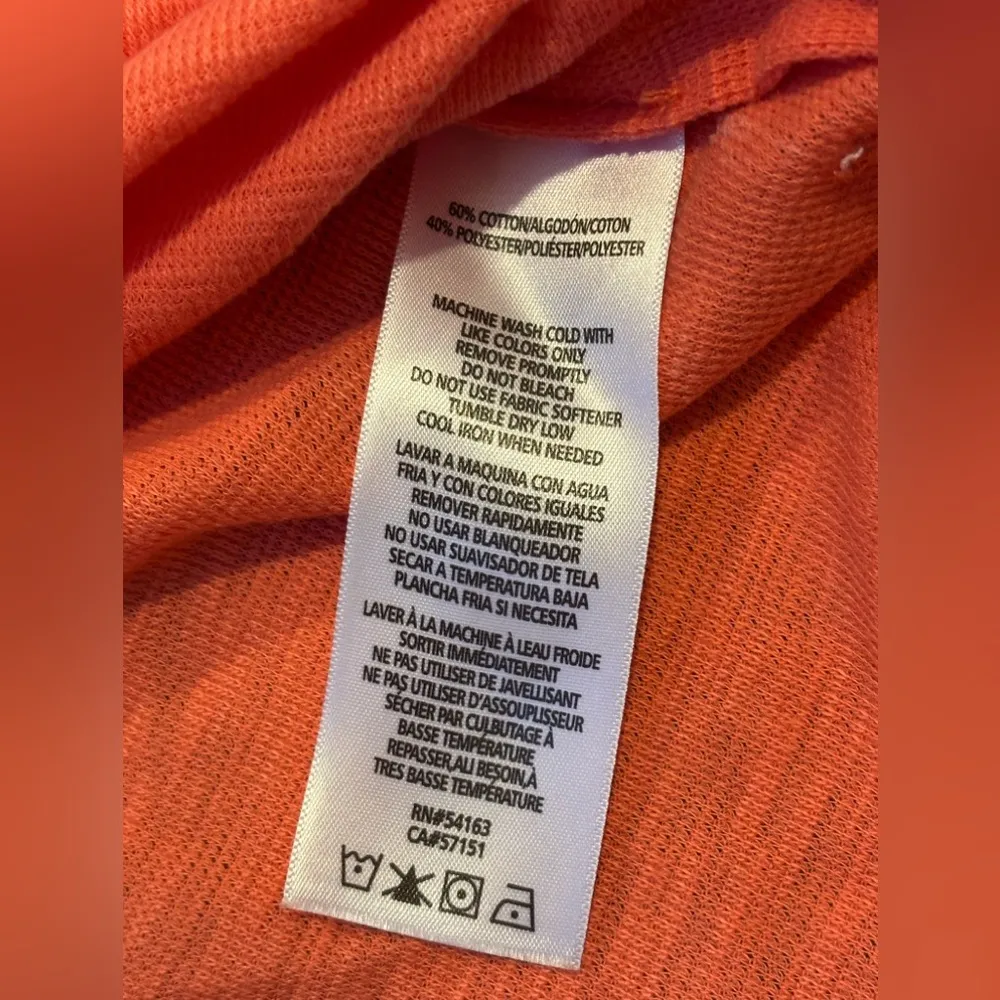 60% COTTON/ALGODÓN/COTON
40% POLYESTER/POLIÉSTER/POLYESTER
MACHINE WASH COLD WITH
LIKE COLORS ONLY
REMOVE PROMPTLY
DO NOT BLEACH
DO NOT USE FABRIC SOFTENER
TUMBLE DRY LOW
COOL IRON WHEN NEEDED
LAVAR A MAQUINA CON AGUA
FRIA Y CON COLORES IGUALES
REMOVER RAPIDAMENTE
NO USAR BLANQUEADOR
NO USAR SUAVISADOR DE TELA
SECAR A TEMPERATURA BAJA
PLANCHA FRIA SI NECESITA
LAVER À LA MACHINE À LEAU FROIDE
SORTIR IMMÉDIATEMENT
NE PAS UTILISER DE JAVELLISANT
NE PAS UTILISER D'ASSOUPLISSEUR
SÉCHER PAR CULBUTAGE À
BASSE TEMPÉRATURE
REPASSER,ALI BESOIN,À
TRES BASSE TEMPÉRATURE
RN#54163
CA#57151